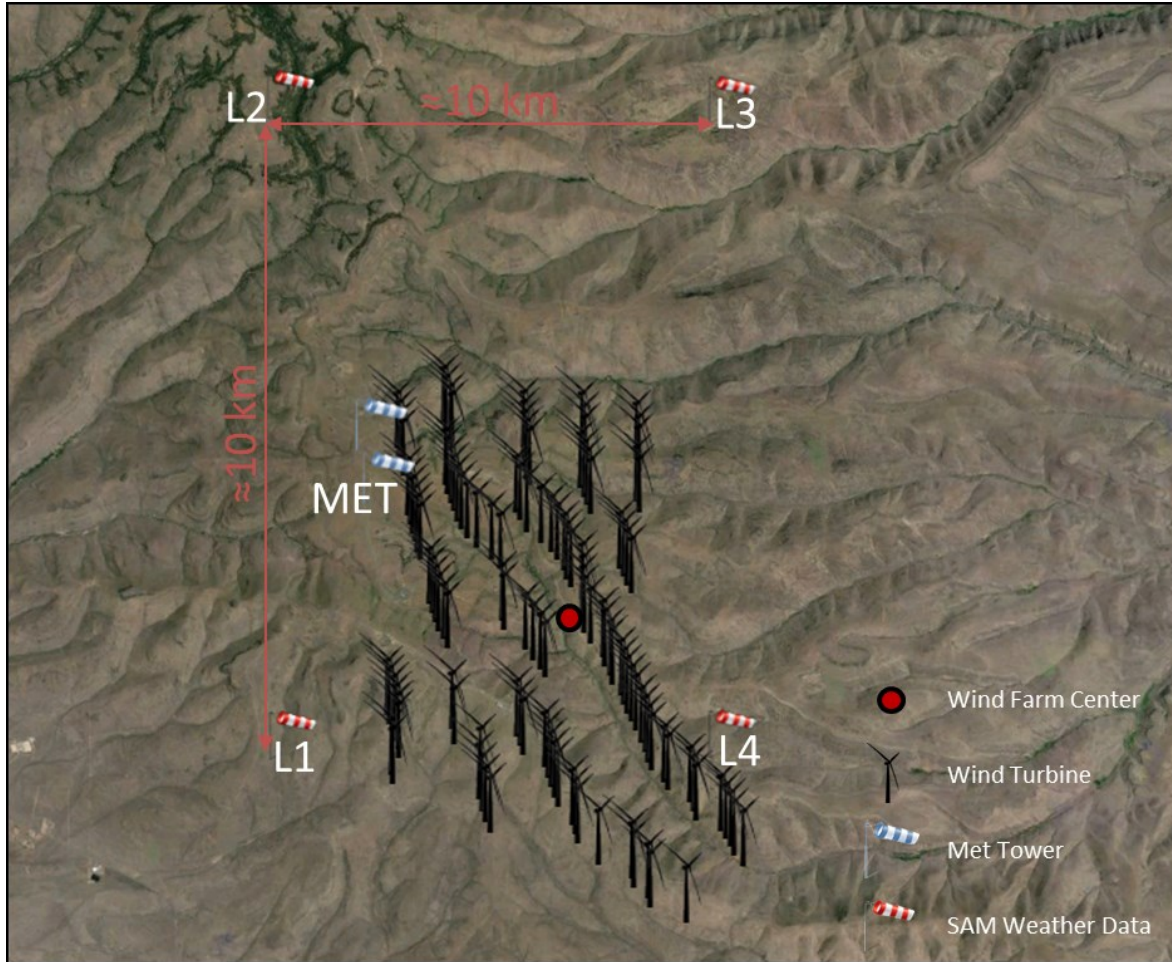 L2
≈10 km
L3
≈10 km
MET
L1
L4
Wind Farm Center
Wind Turbine
Met Tower
SAM Weather Data